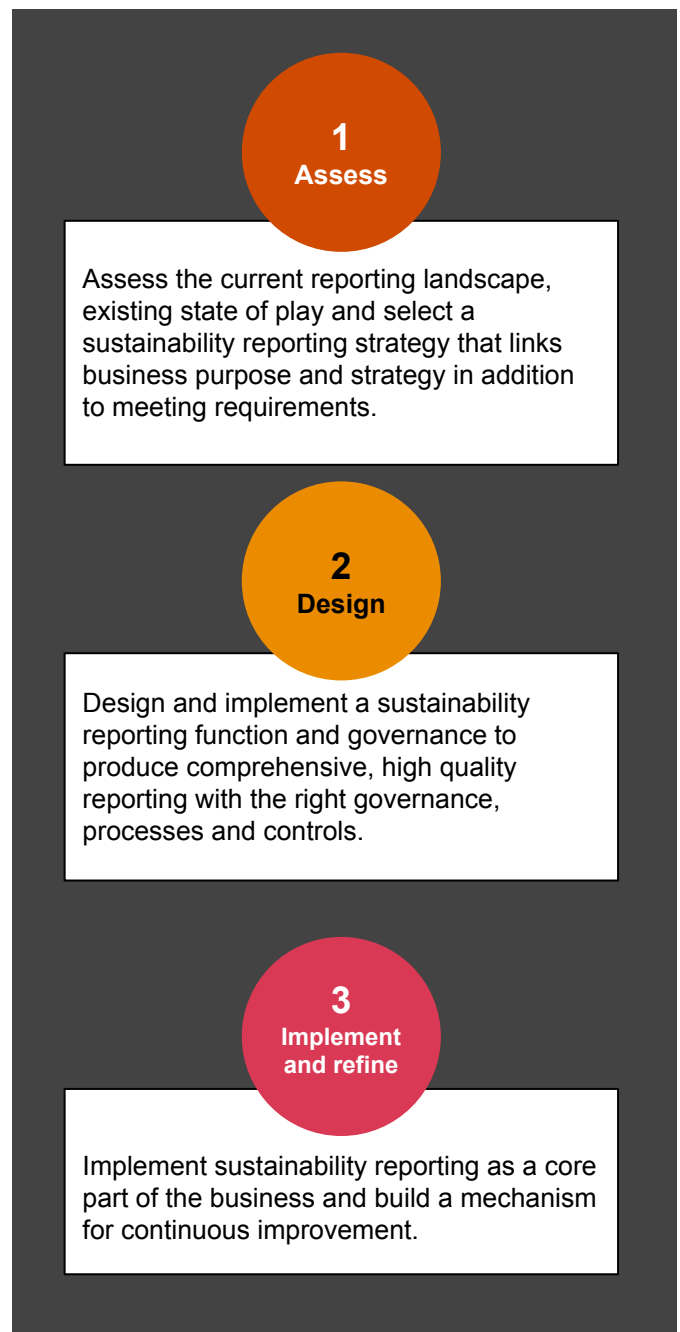 1
Assess
Assess the current reporting landscape,
existing state of play and select a
sustainability reporting strategy that links
business purpose and strategy in addition
to meeting requirements.
2
Design
Design and implement a sustainability
reporting function and governance to
produce comprehensive, high quality
reporting with the right governance,
processes and controls.
3
Implement
and refine
Implement sustainability reporting as a core
part of the business and build a mechanism
for continuous improvement.